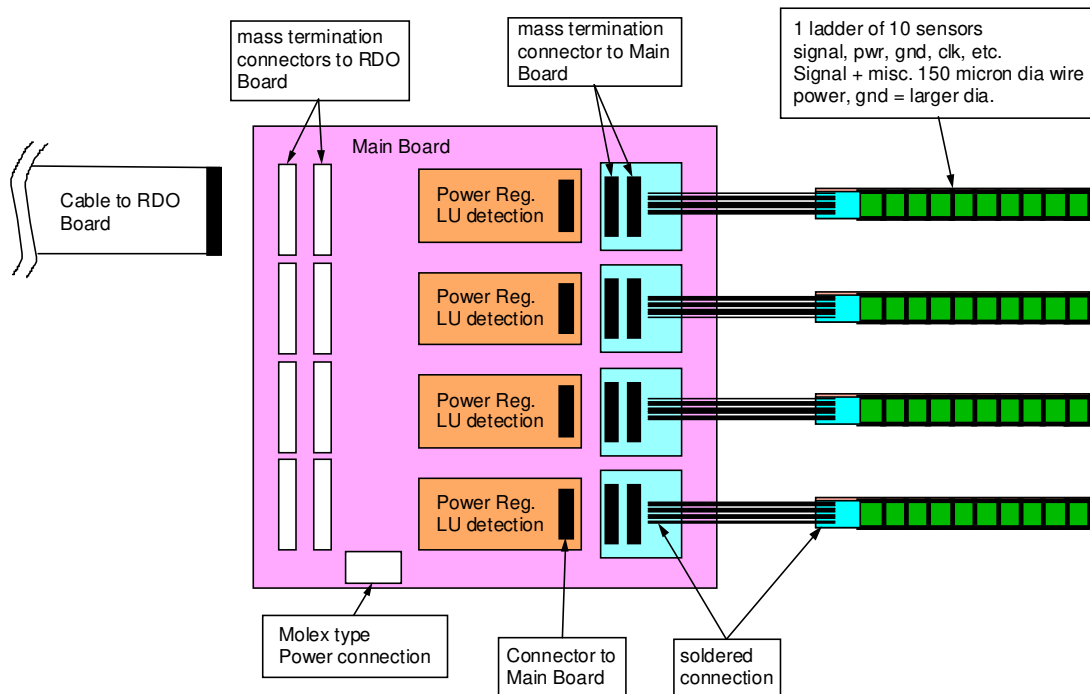 mass termination
connectors to RDO
Board
mass termination
connector to Main
Board
1 ladder of 10 sensors
signal, pwr, gnd, clk, etc.
Signal + misc. 150 micron dia wire
power, gnd = larger dia.
Main Board
Cable to RDO
Board
Power Reg.
LU detection
Power Reg.
LU detection
Power Reg.
LU detection
Power Reg.
LU detection
Molex type
Power connection
Connector to
Main Board
soldered
connection